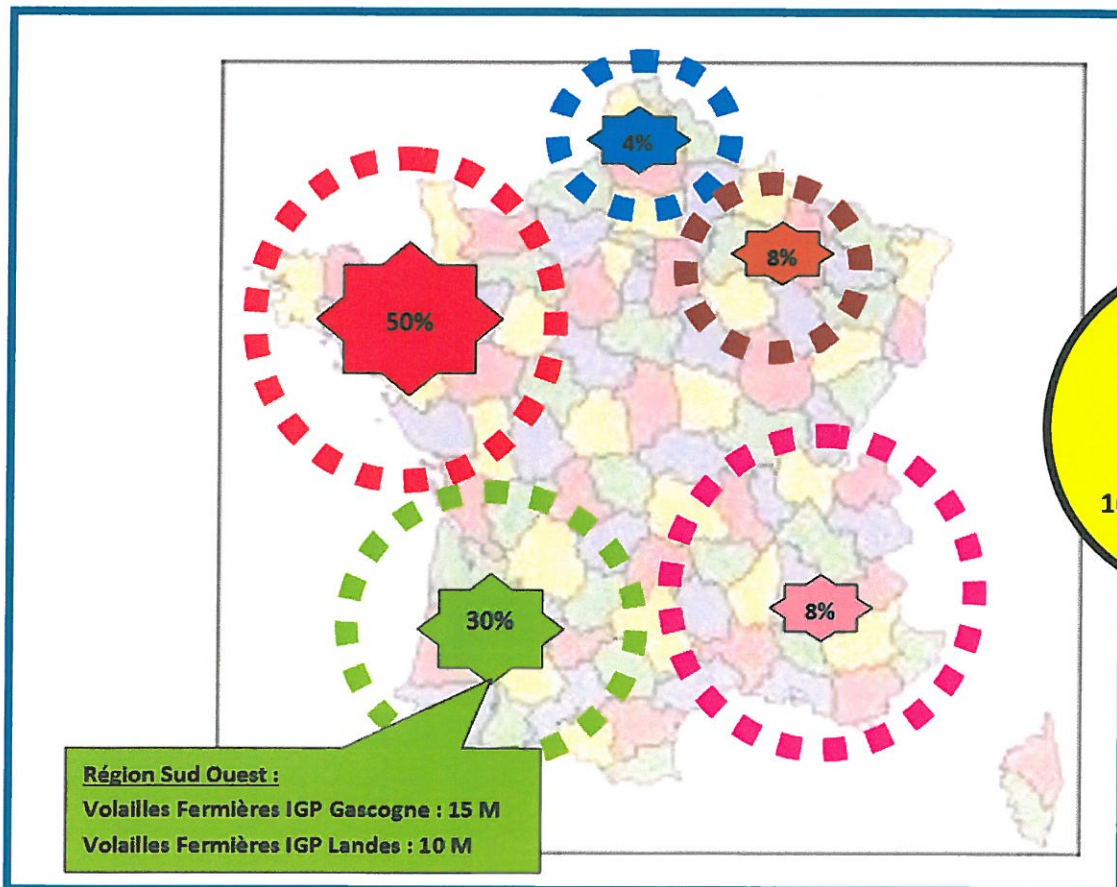 4%
8%
50%
30%
8%
Région Sud Ouest :
Volailles Fermières IGP Gascogne : 15 M
Volailles Fermières IGP Landes : 10 M